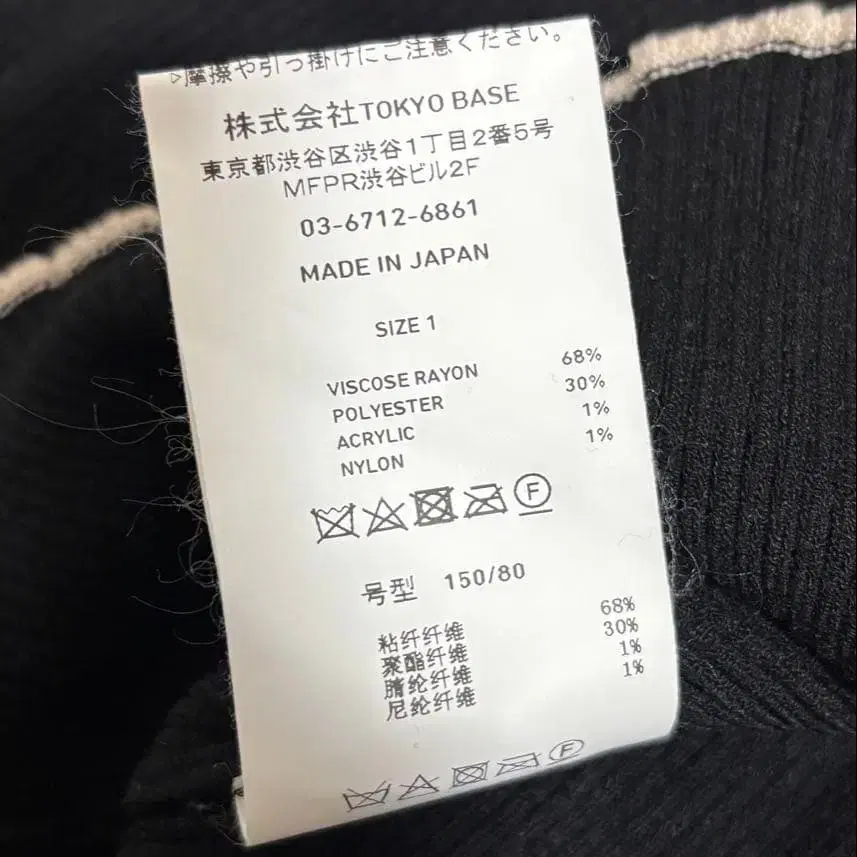 ▷摩擦や引っ掛けにご注意ください。
株式会社TOKYO BASE
東京都渋谷区渋谷1丁目2番5号
MFPR渋谷ビル2F
03-6712-6861
MADE IN JAPAN
SIZE 1
VISCOSE RAYON 68%
POLYESTER 30%
ACRYLIC 1%
NYLON 1%
F
号型 150/80
粘纤纤维 68%
聚酯纤维 30%
腈纶纤维 1%
尼纶纤维 1%
F